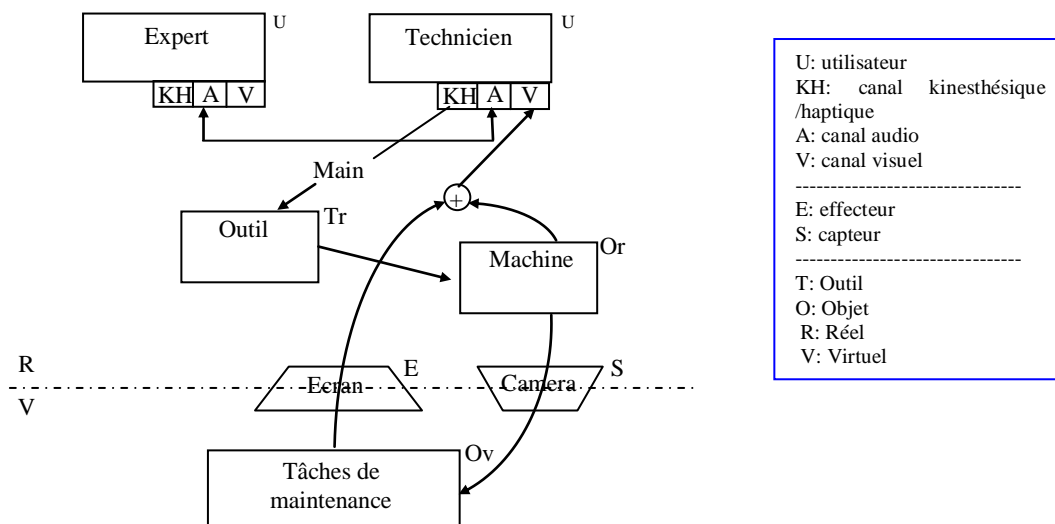 Expert
U
Technicien
U
KH A V
KH A V
Main
+
Outil
Tr
Machine
Or
R
V
Ecran
E
Camera
S
Tâches de
maintenance
Ov
U: utilisateur
KH: canal kinesthésique
/haptique
A: canal audio
V: canal visuel
--------------------------------
E: effecteur
S: capteur
--------------------------------
T: Outil
O: Objet
R: Réel
V: Virtuel